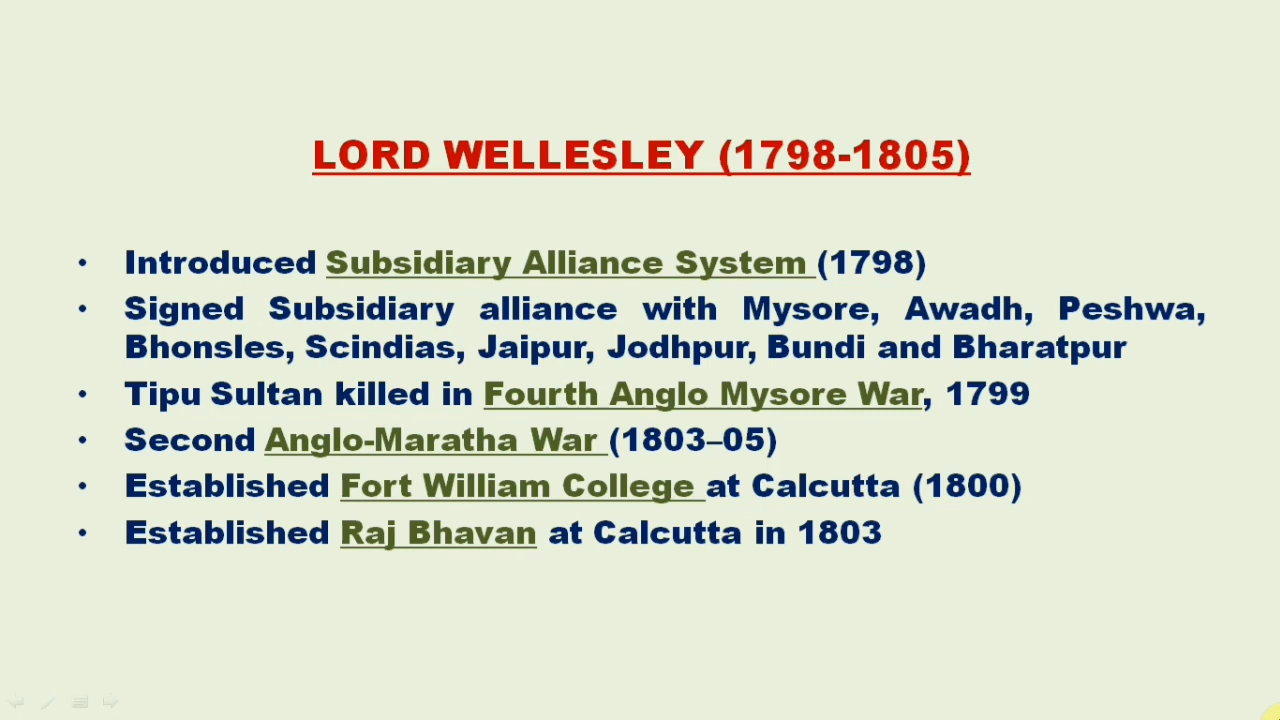 LORD WELLESLEY (1798-1805)
• Introduced Subsidiary Alliance System (1798)
• Signed Subsidiary alliance with Mysore, Awadh, Peshwa,
Bhonsles, Scindias, Jaipur, Jodhpur, Bundi and Bharatpur
• Tipu Sultan killed in Fourth Anglo Mysore War, 1799
• Second Anglo-Maratha War (1803–05)
• Established Fort William College at Calcutta (1800)
• Established Raj Bhavan at Calcutta in 1803